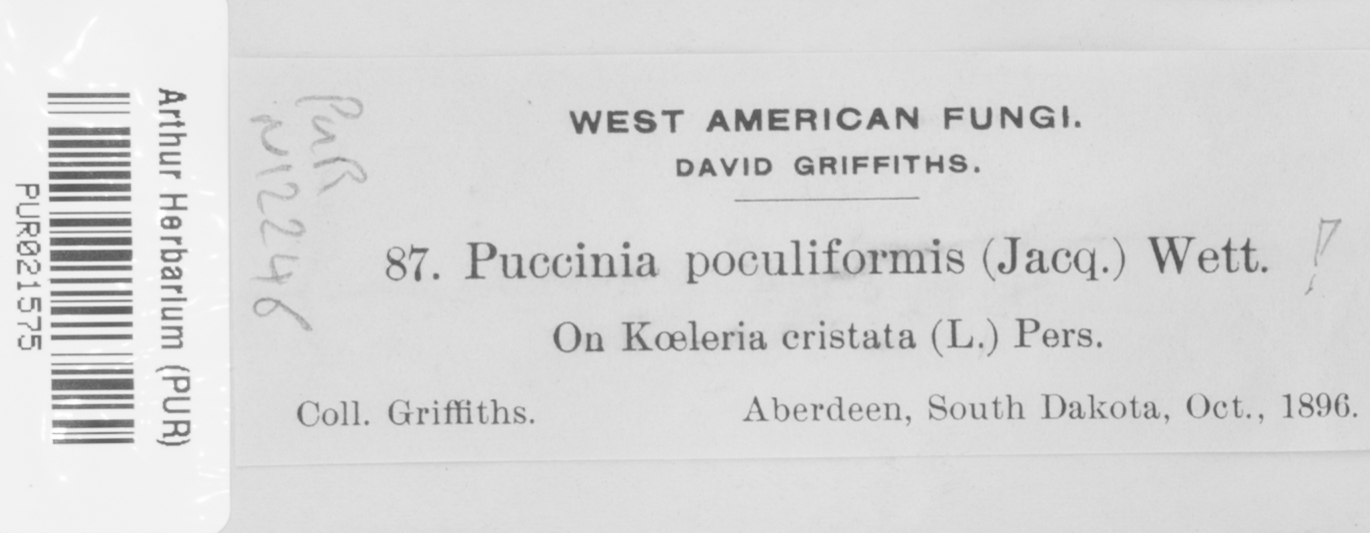 Arthur Herbarium (PUR)
PUR021575
PUR
N12246
WEST AMERICAN FUNGI.
DAVID GRIFFITHS.
87. Puccinia poculiformis (Jacq.) Wett. !
On Kœleria cristata (L.) Pers.
Coll. Griffiths. Aberdeen, South Dakota, Oct., 1896.